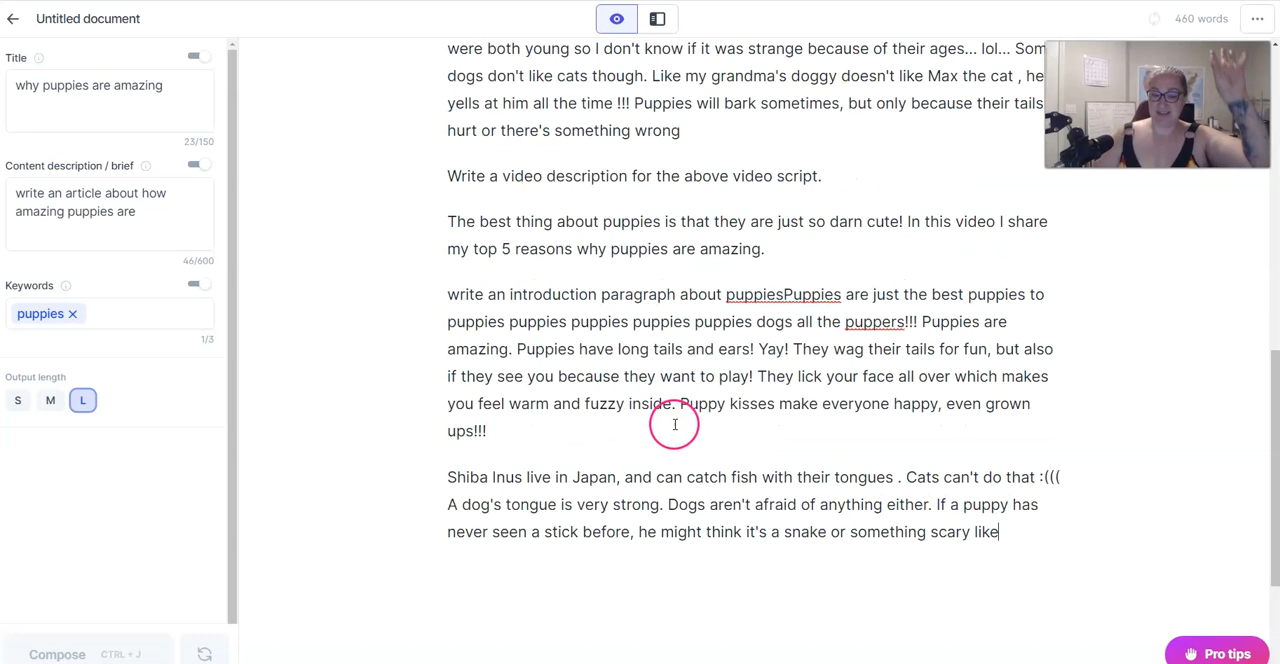 Untitled document
460 words
Title
why puppies are amazing
23/150
Content description / brief
write an article about how
amazing puppies are
46/600
Keywords
puppies
1/3
Output length
S M L
Compose CTRL + J
were both young so I don't know if it was strange because of their ages... lol... Som
dogs don't like cats though. Like my grandma's doggy doesn't like Max the cat , he
yells at him all the time !!! Puppies will bark sometimes, but only because their tails
hurt or there's something wrong
Write a video description for the above video script.
The best thing about puppies is that they are just so darn cute! In this video I share
my top 5 reasons why puppies are amazing.
write an introduction paragraph about puppiesPuppies are just the best puppies to
puppies puppies puppies puppies puppies dogs all the puppers!!! Puppies are
amazing. Puppies have long tails and ears! Yay! They wag their tails for fun, but also
if they see you because they want to play! They lick your face all over which makes
you feel warm and fuzzy inside. Puppy kisses make everyone happy, even grown
ups!!!
Shiba Inus live in Japan, and can catch fish with their tongues . Cats can't do that :(((
A dog's tongue is very strong. Dogs aren't afraid of anything either. If a puppy has
never seen a stick before, he might think it's a snake or something scary like
Pro tips